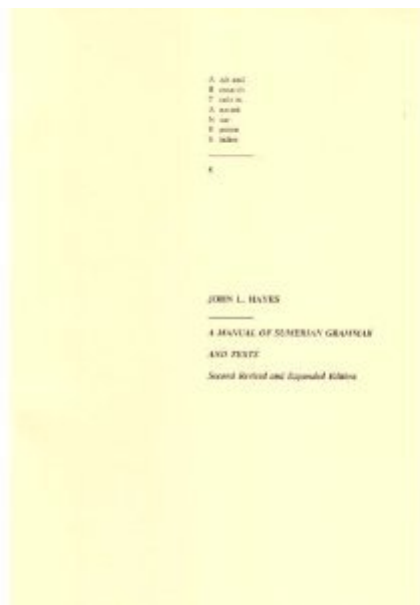 A ids and
R esearch
T ools in
A ncient
N ear
E astern
S tudies
JOHN L. HAYES
A MANUAL OF SUMERIAN GRAMMAR
AND TEXTS
Second Revised and Expanded Edition